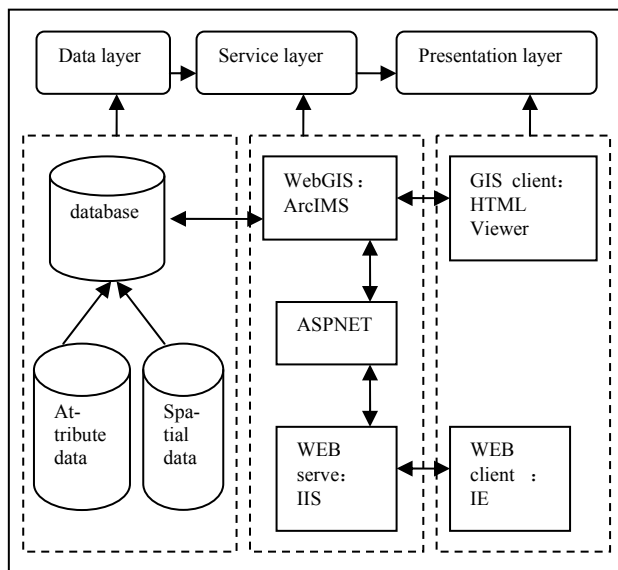 Data layer
Service layer
Presentation layer
database
WebGIS：
ArcIMS
GIS client：
HTML
Viewer
ASPNET
At-
tribute
data
Spa-
tial
data
WEB
serve：
IIS
WEB
client ：
IE